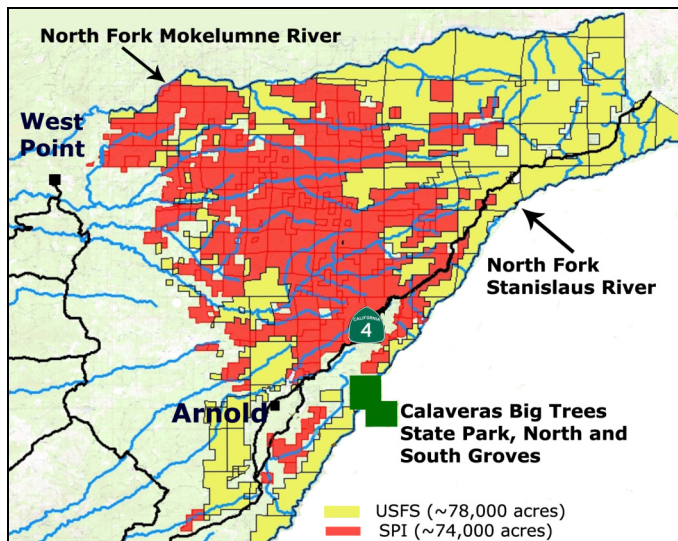 North Fork Mokelumne River
West
Point
North Fork
Stanislaus River
CALIFORNIA
4
Arnold
Calaveras Big Trees
State Park, North and
South Groves
USFS (~78,000 acres)
SPI (~74,000 acres)